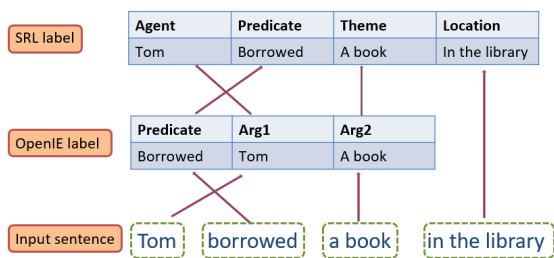 SRL label
Agent Predicate Theme Location
Tom Borrowed A book In the library
OpenIE label
Predicate Arg1 Arg2
Borrowed Tom A book
Input sentence Tom borrowed a book in the library